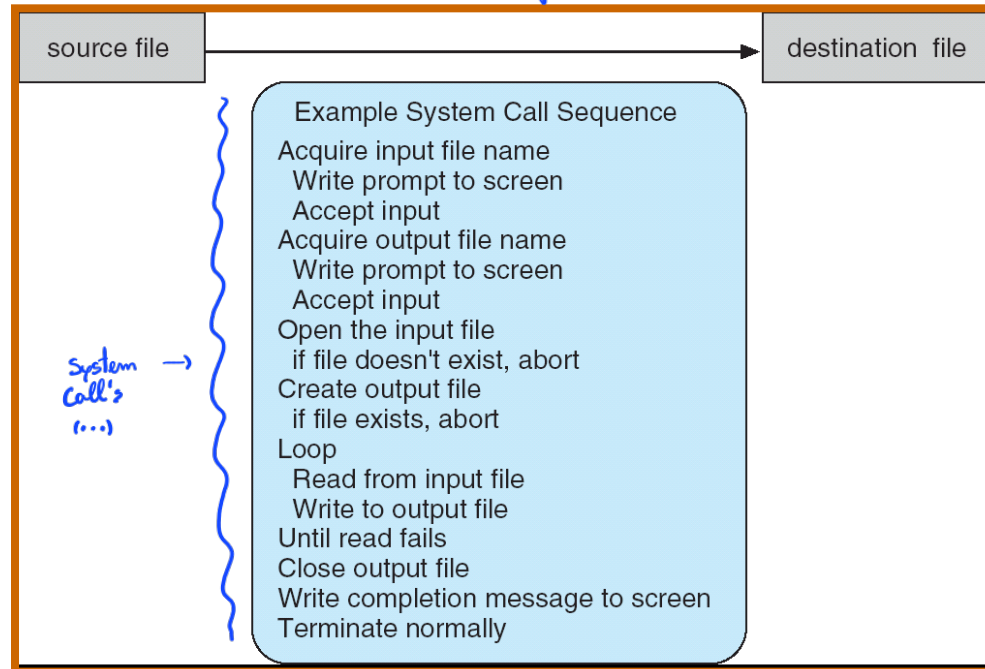 source file
destination file
Example System Call Sequence
Acquire input file name
Write prompt to screen
Accept input
Acquire output file name
Write prompt to screen
Accept input
Open the input file
if file doesn't exist, abort
Create output file
if file exists, abort
Loop
Read from input file
Write to output file
Until read fails
Close output file
Write completion message to screen
Terminate normally
System →
Call's
(...)